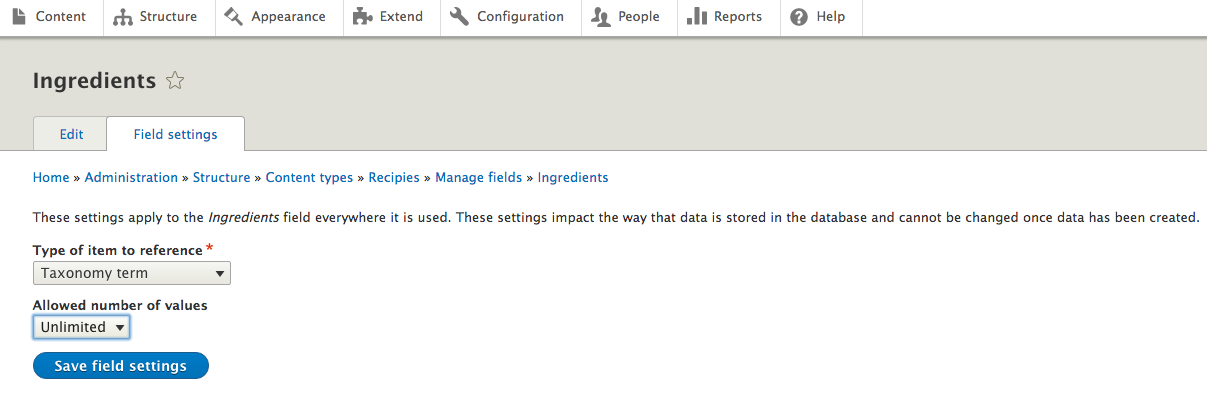 Content Structure Appearance Extend Configuration People Reports Help
Ingredients
Edit Field settings
Home » Administration » Structure » Content types » Recipies » Manage fields » Ingredients
These settings apply to the Ingredients field everywhere it is used. These settings impact the way that data is stored in the database and cannot be changed once data has been created.
Type of item to reference *
Taxonomy term
Allowed number of values
Unlimited
Save field settings